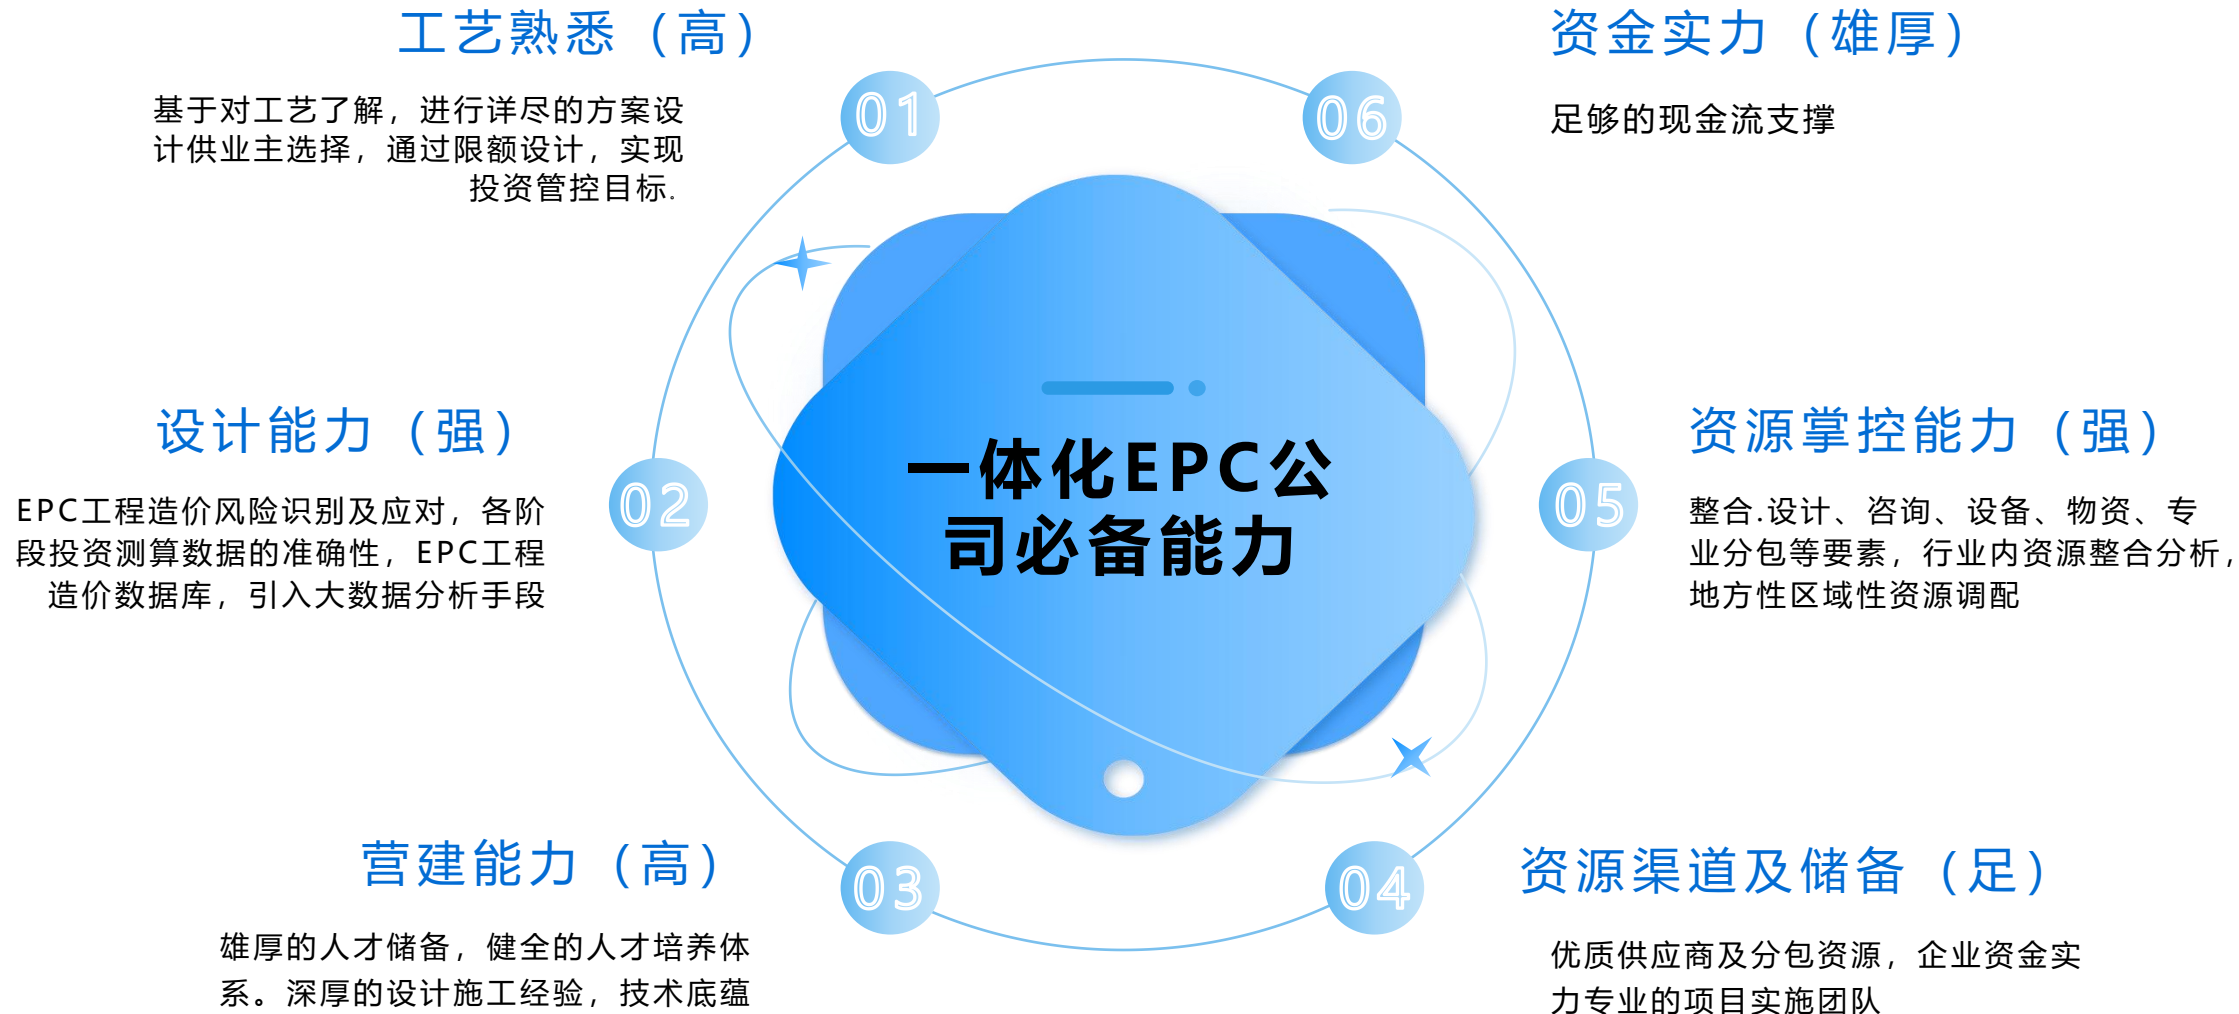 工艺熟悉（高）
基于对工艺了解，进行详尽的方案设
计供业主选择，通过限额设计，实现
投资管控目标.
01
设计能力（强）
EPC工程造价风险识别及应对，各阶
段投资测算数据的准确性，EPC工程
造价数据库，引入大数据分析手段
02
营建能力（高）
雄厚的人才储备，健全的人才培养体
系。深厚的设计施工经验，技术底蕴
03
一体化EPC公
司必备能力
资源渠道及储备（足）
优质供应商及分包资源，企业资金实
力专业的项目实施团队
04
资源掌控能力（强）
整合.设计、咨询、设备、物资、专
业分包等要素，行业内资源整合分析，
地方性区域性资源调配
05
资金实力（雄厚）
足够的现金流支撑
06